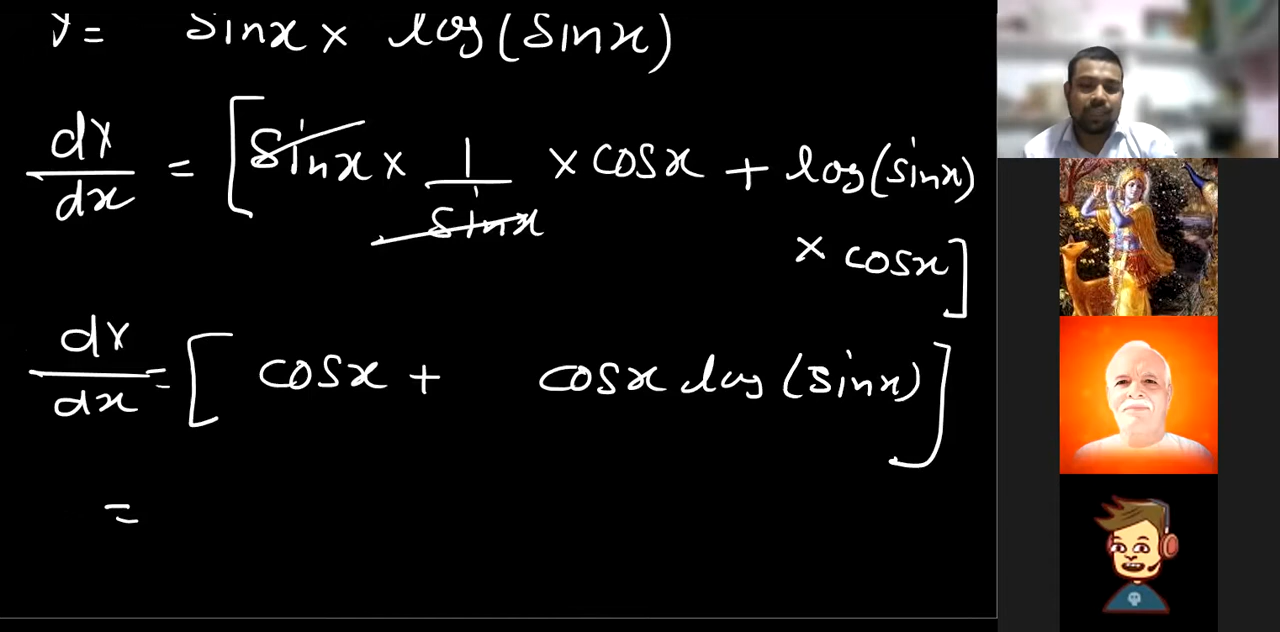 y = sinx × log(sinx)
dy/dx = [sinx × 1/sinx × cosx + log(sinx)
× cosx]
dy/dx = [ cosx + cosx log(sinx) ]
=